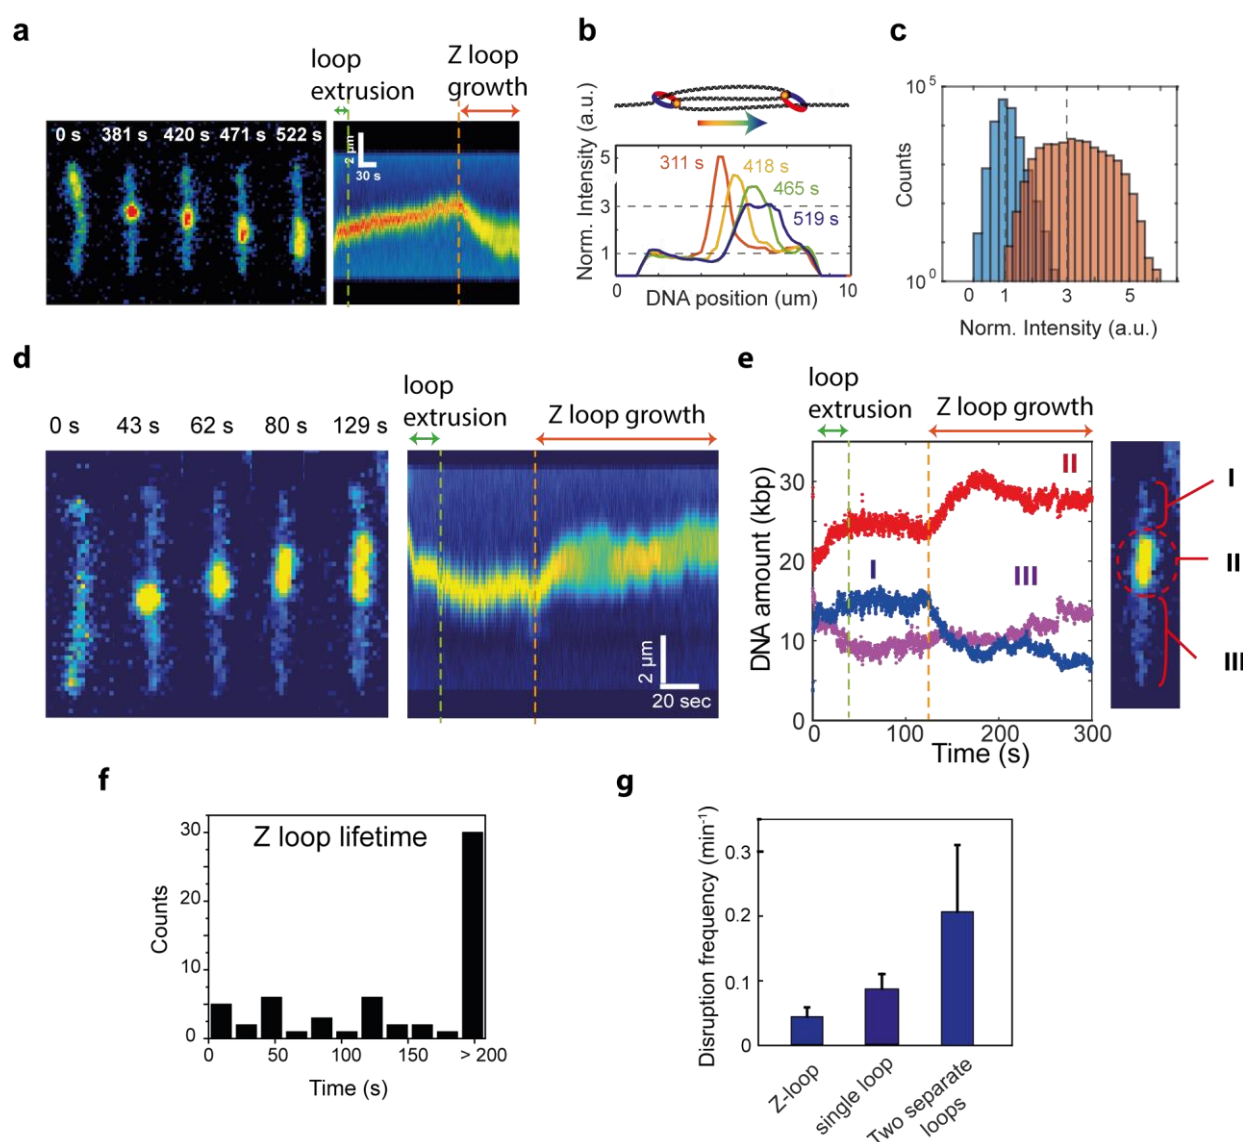 a
loop
extrusion
Z loop
growth
0 s 381 s 420 s 471 s 522 s
2 μm
30 s
b
Norm. Intensity (a.u.)
5
3
1
311 s
418 s
465 s
519 s
0 10
DNA position (um)
c
Counts
10^5
10^0
0 1 3 5
Norm. Intensity (a.u.)
d
0 s 43 s 62 s 80 s 129 s
loop
extrusion
Z loop growth
2 μm
20 sec
e
loop
extrusion
Z loop growth
DNA amount (kbp)
30
20
10
0
II
I
III
0 100 200 300
Time (s)
I
II
III
f
Z loop lifetime
Counts
30
20
10
0
0 50 100 150 > 200
Time (s)
g
Disruption frequency (min⁻¹)
0.3
0.2
0.1
0
Z-loop
single loop
Two separate
loops